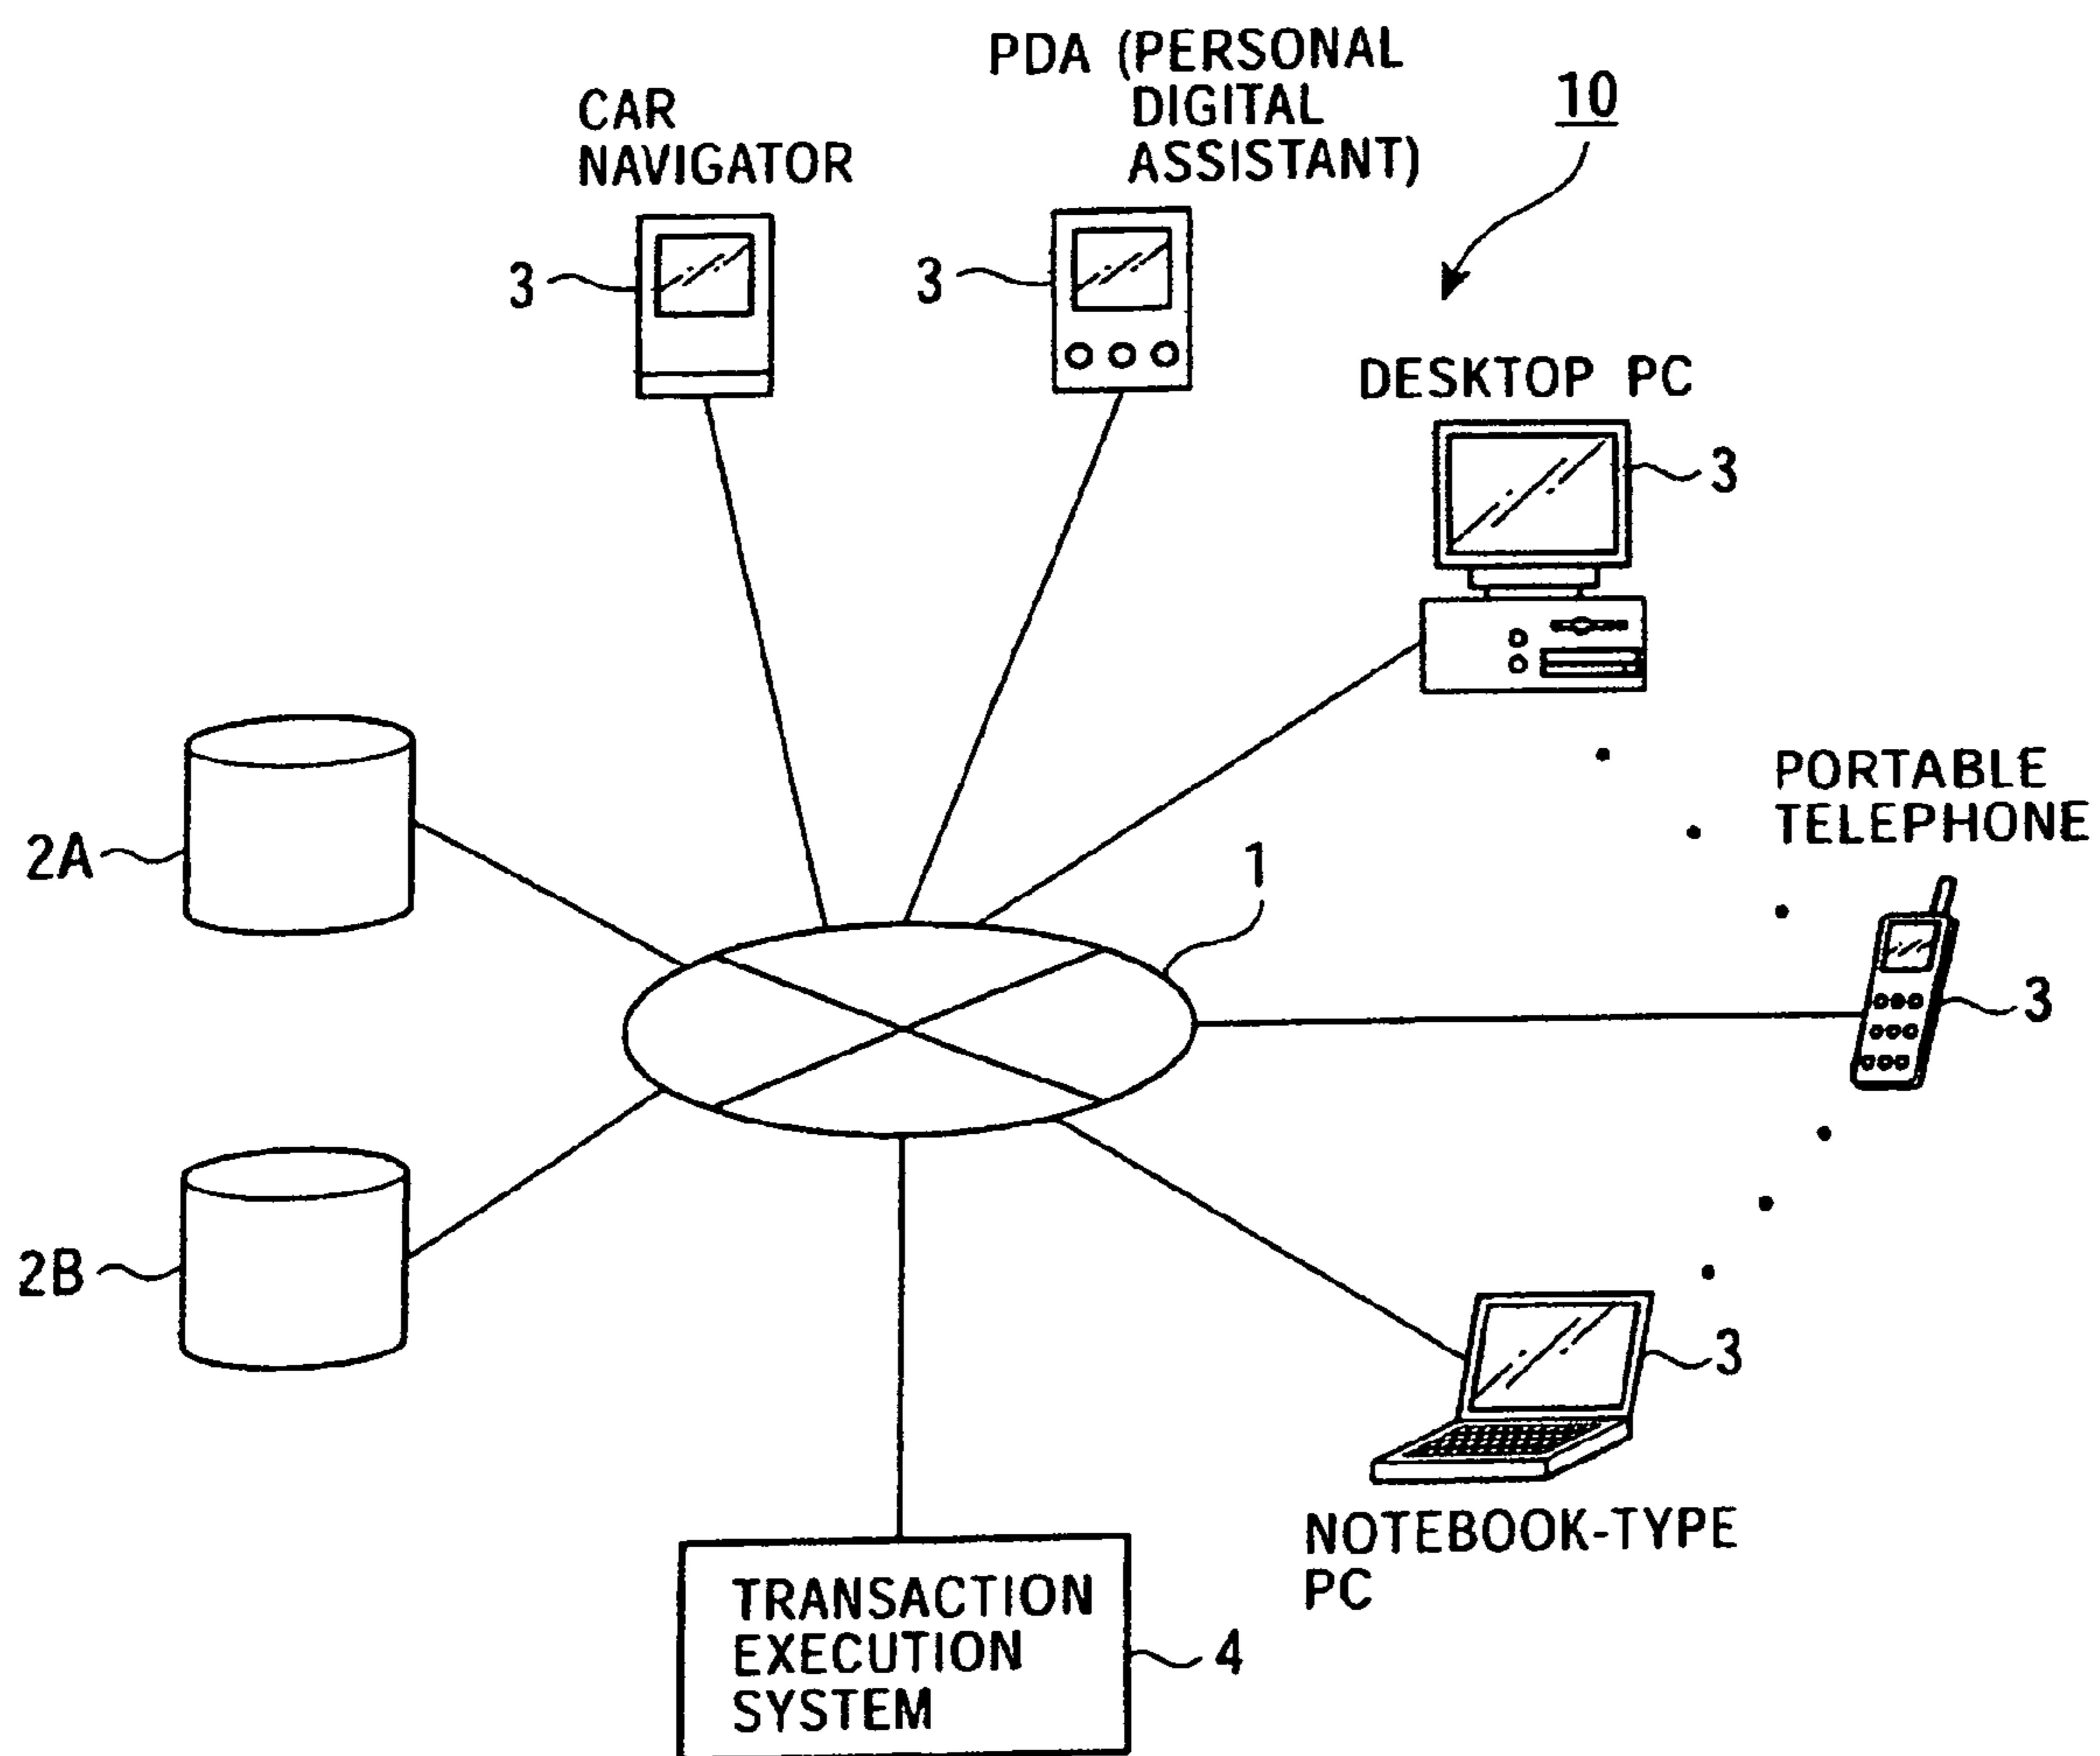 PDA (PERSONAL
DIGITAL
ASSISTANT)
10
CAR
NAVIGATOR
3
3
DESKTOP PC
3
PORTABLE
TELEPHONE
2A
1
3
2B
3
NOTEBOOK-TYPE
PC
TRANSACTION
EXECUTION
SYSTEM
4